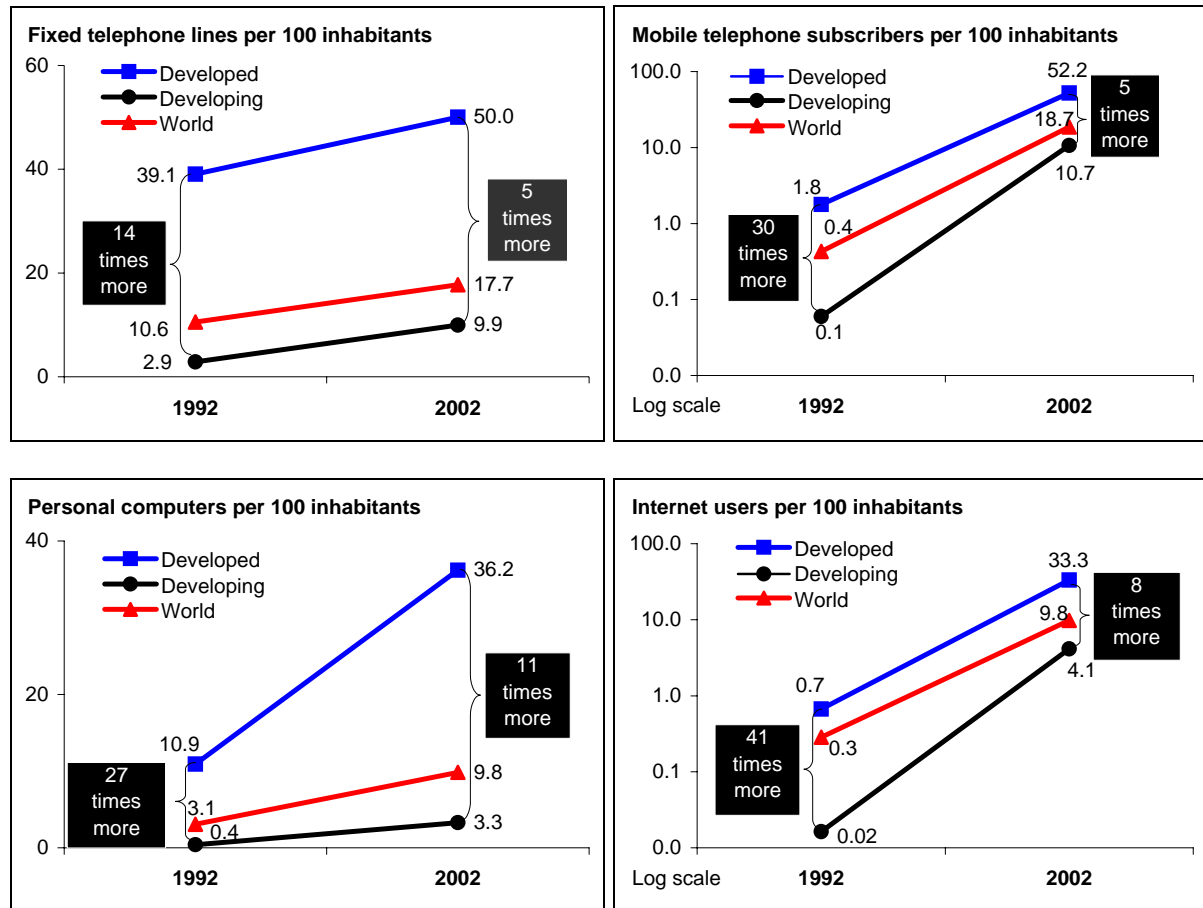 Fixed telephone lines per 100 inhabitants
60
Developed
Developing
World
50.0
40
39.1
5
times
more
14
times
more
20
17.7
10.6
9.9
2.9
0
1992 2002
Mobile telephone subscribers per 100 inhabitants
100.0
52.2
Developed
Developing
World
5
times
more
18.7
10.0
10.7
1.8
1.0
0.4
30
times
more
0.1
0.1
0.0
Log scale 1992 2002
Personal computers per 100 inhabitants
40
Developed
Developing
World
36.2
11
times
more
20
10.9
27
times
more
9.8
3.1
0.4
3.3
0
1992 2002
Internet users per 100 inhabitants
100.0
33.3
Developed
Developing
World
8
times
more
10.0
9.8
4.1
0.7
1.0
41
times
more
0.3
0.1
0.02
0.0
Log scale 1992 2002